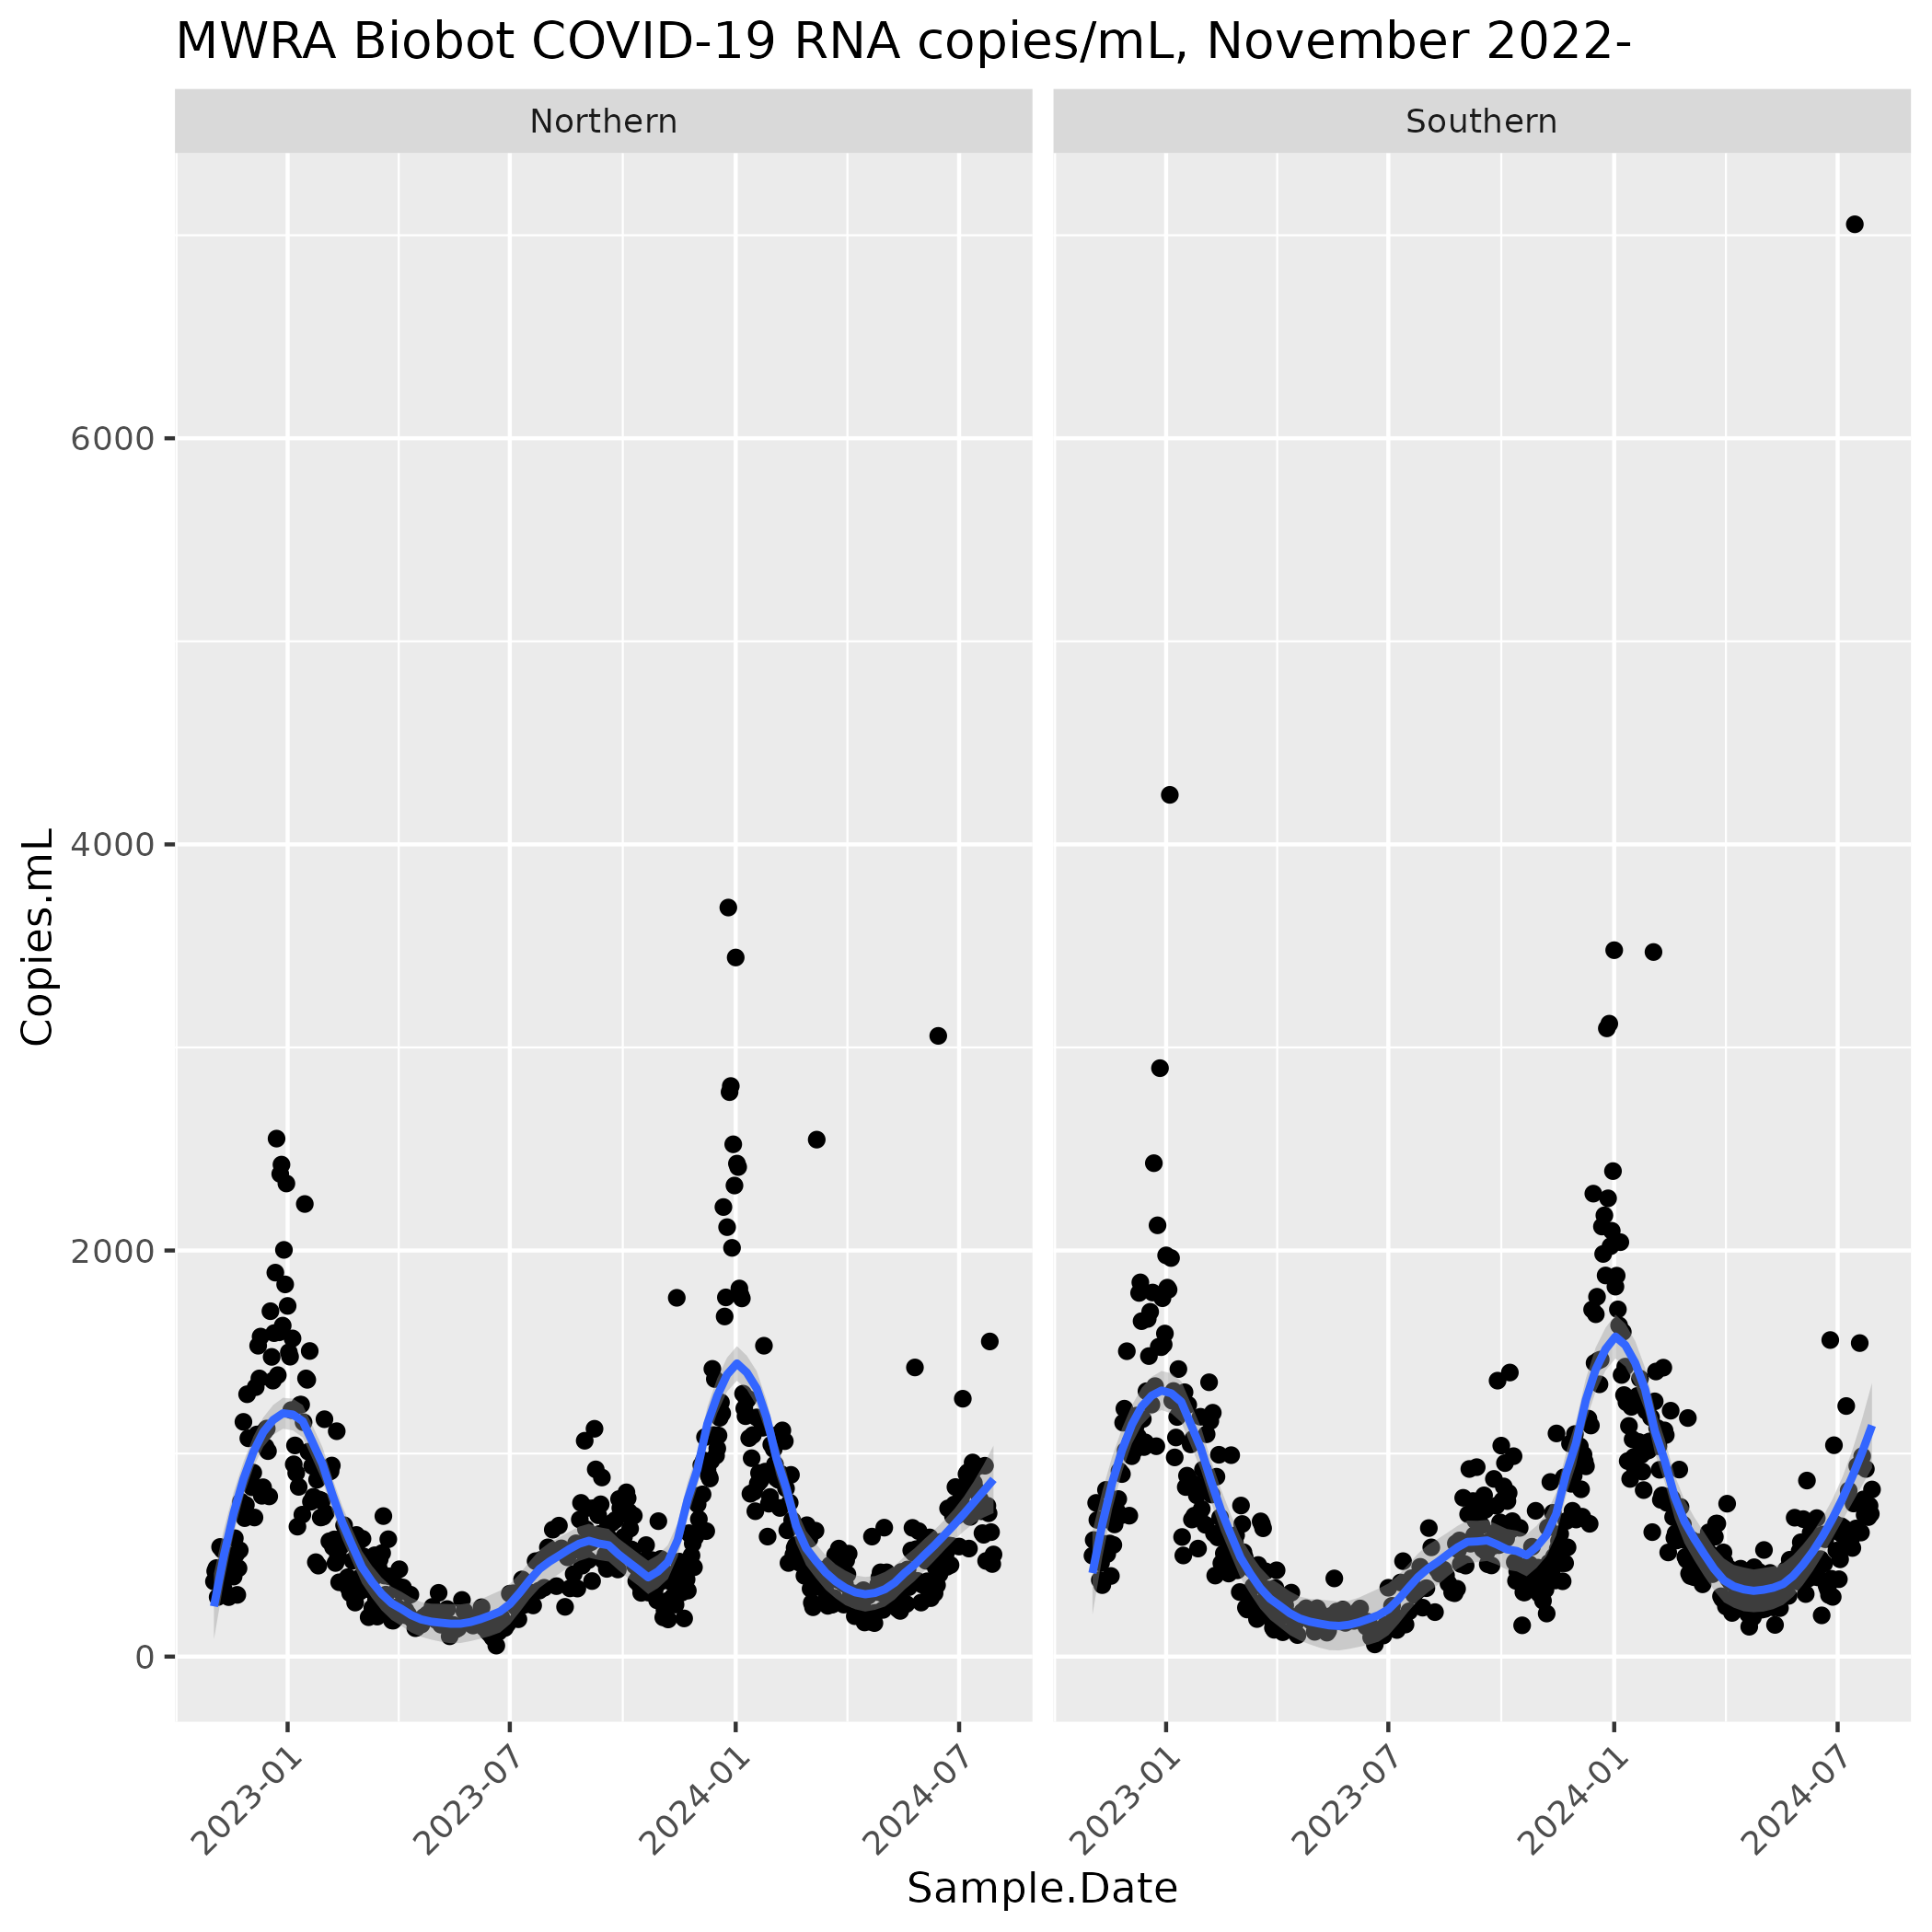 MWRA Biobot COVID-19 RNA copies/mL, November 2022-
Northern
Southern
6000
4000
2000
0
Copies.mL
2023-01
2023-07
2024-01
2024-07
2023-01
2023-07
2024-01
2024-07
Sample.Date